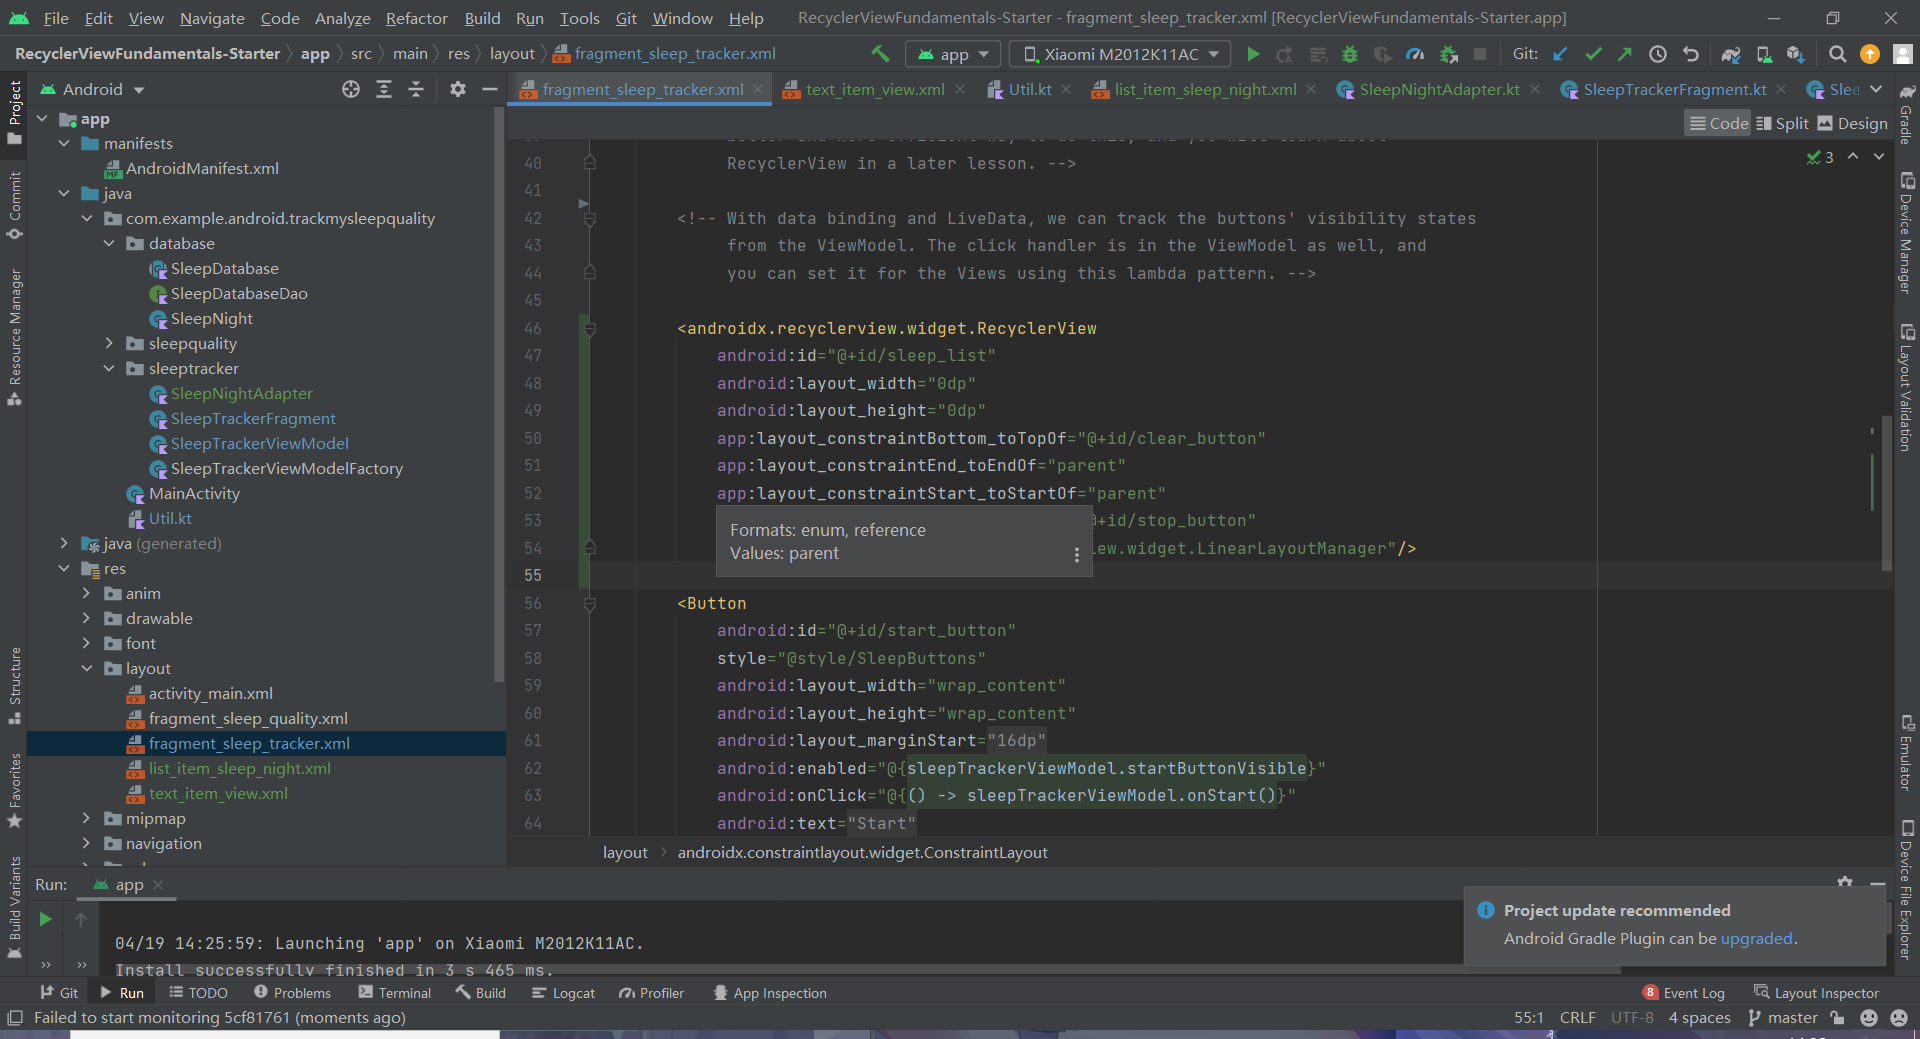 File Edit View Navigate Code Analyze Refactor Build Run Tools Git Window Help RecyclerViewFundamentals-Starter - fragment_sleep_tracker.xml [RecyclerViewFundamentals-Starter.app]
RecyclerViewFundamentals-Starter app src main res layout fragment_sleep_tracker.xml app Xiaomi M2012K11AC Git:
Project
Commit
Resource Manager
Structure
Favorites
Build Variants
Android
app
manifests
AndroidManifest.xml
java
com.example.android.trackmysleepquality
database
SleepDatabase
SleepDatabaseDao
SleepNight
sleepquality
sleeptracker
SleepNightAdapter
SleepTrackerFragment
SleepTrackerViewModel
SleepTrackerViewModelFactory
MainActivity
Util.kt
java (generated)
res
anim
drawable
font
layout
activity_main.xml
fragment_sleep_quality.xml
fragment_sleep_tracker.xml
list_item_sleep_night.xml
text_item_view.xml
mipmap
navigation
fragment_sleep_tracker.xml text_item_view.xml Util.kt list_item_sleep_night.xml SleepNightAdapter.kt SleepTrackerFragment.kt Slee
Code Split Design
3
40 RecyclerView in a later lesson. -->
41
42 <!-- With data binding and LiveData, we can track the buttons' visibility states
43 from the ViewModel. The click handler is in the ViewModel as well, and
44 you can set it for the Views using this lambda pattern. -->
45
46 <androidx.recyclerview.widget.RecyclerView
47 android:id="@+id/sleep_list"
48 android:layout_width="0dp"
49 android:layout_height="0dp"
50 app:layout_constraintBottom_toTopOf="@+id/clear_button"
51 app:layout_constraintEnd_toEndOf="parent"
52 app:layout_constraintStart_toStartOf="parent"
53 @+id/stop_button"
54 iew.widget.LinearLayoutManager"/>
55
Formats: enum, reference
Values: parent
56 <Button
57 android:id="@+id/start_button"
58 style="@style/SleepButtons"
59 android:layout_width="wrap_content"
60 android:layout_height="wrap_content"
61 android:layout_marginStart="16dp"
62 android:enabled="@{sleepTrackerViewModel.startButtonVisible}"
63 android:onClick="@{() -> sleepTrackerViewModel.onStart()}"
64 android:text="Start"
layout androidx.constraintlayout.widget.ConstraintLayout
Gradle
Device Manager
Layout Validation
Emulator
Device File Explorer
Run: app
04/19 14:25:59: Launching 'app' on Xiaomi M2012K11AC.
Install successfully finished in 3 s 465 ms.
Project update recommended
Android Gradle Plugin can be upgraded.
Git Run TODO Problems Terminal Build Logcat Profiler App Inspection 8 Event Log Layout Inspector
Failed to start monitoring 5cf81761 (moments ago) 55:1 CRLF UTF-8 4 spaces master